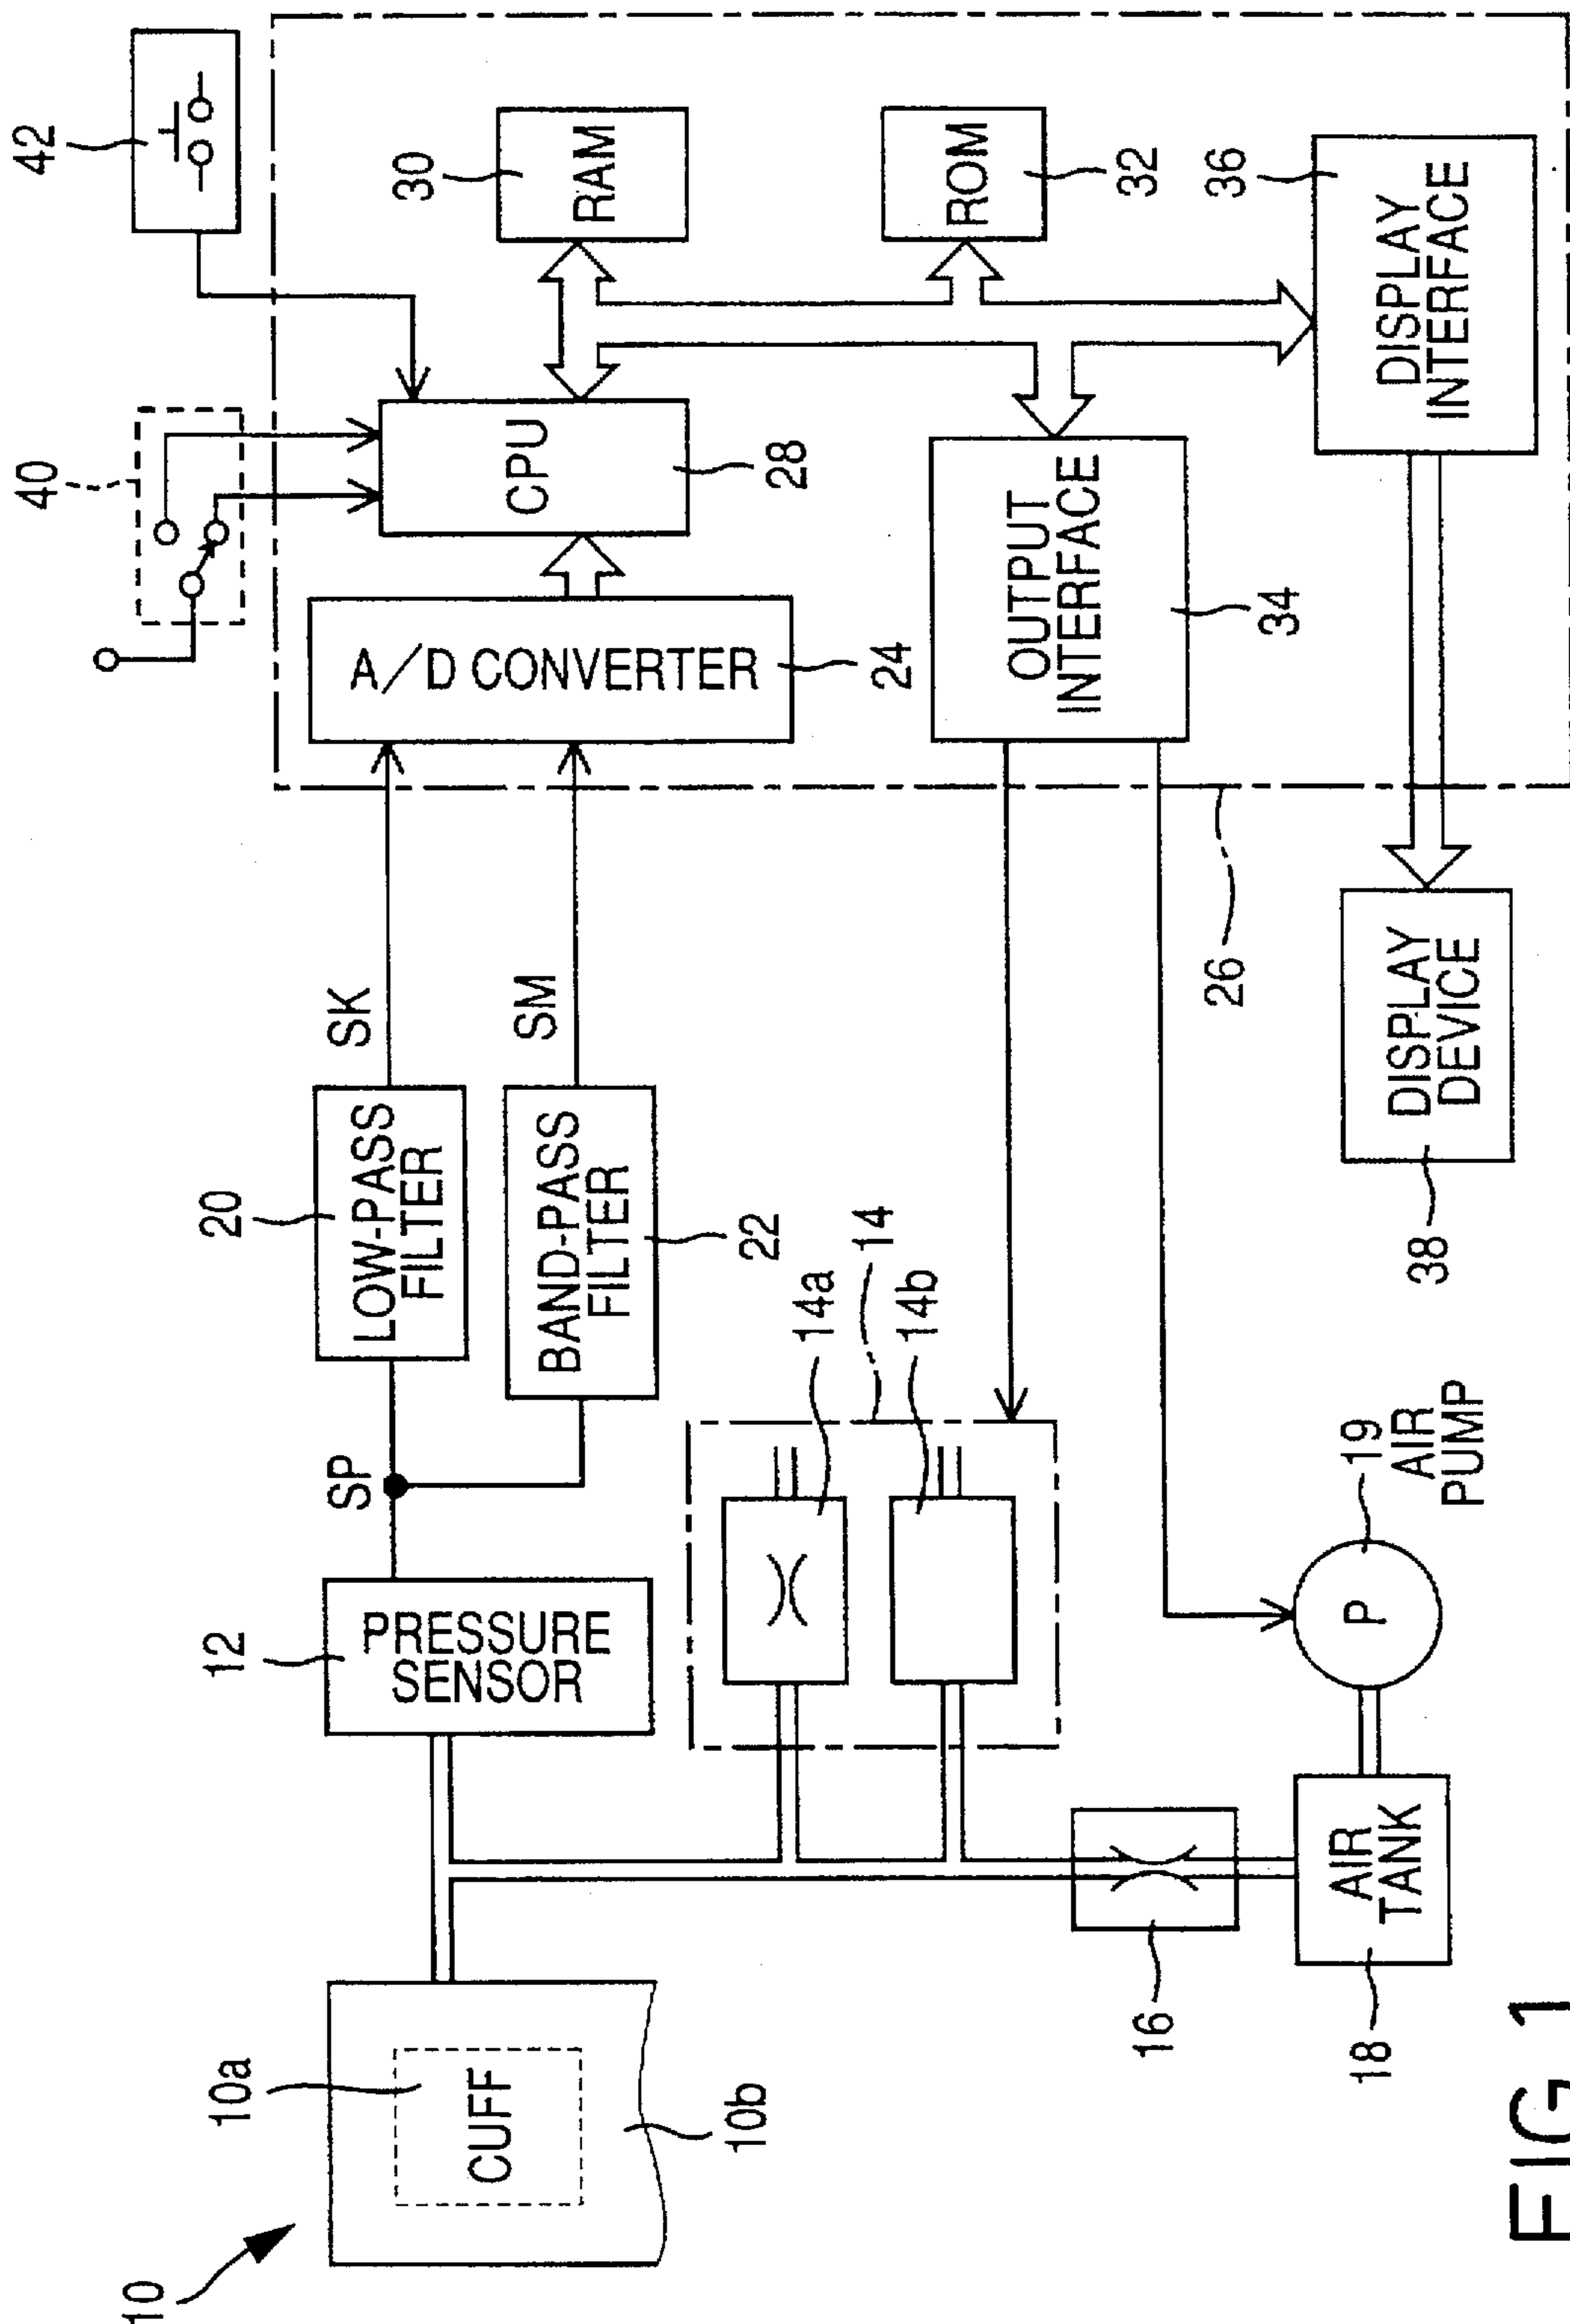 10
10a
CUFF
10b
12
PRESSURE
SENSOR
SP
20
LOW-PASS
FILTER
SK
BAND-PASS
FILTER
22
SM
A/D CONVERTER
24
40
42
CPU
28
30
RAM
ROM
32
36
DISPLAY
INTERFACE
OUTPUT
INTERFACE
34
26
14
14a
14b
16
18
AIR
TANK
P
19
AIR
PUMP
38
DISPLAY
DEVICE
FIG. 1